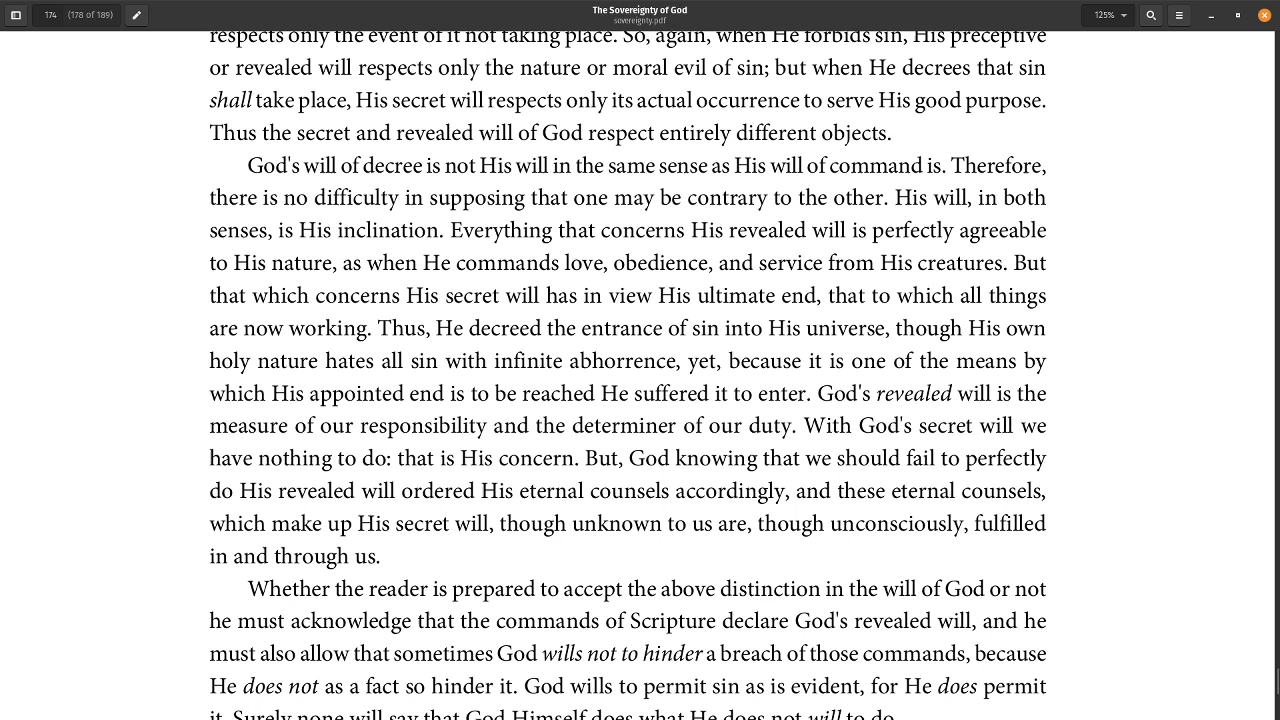 The Sovereignty of God
sovereignty.pdf
174 (178 of 189)
125%
respects only the event of it not taking place. So, again, when He forbids sin, His preceptive
or revealed will respects only the nature or moral evil of sin; but when He decrees that sin
shall take place, His secret will respects only its actual occurrence to serve His good purpose.
Thus the secret and revealed will of God respect entirely different objects.
God's will of decree is not His will in the same sense as His will of command is. Therefore,
there is no difficulty in supposing that one may be contrary to the other. His will, in both
senses, is His inclination. Everything that concerns His revealed will is perfectly agreeable
to His nature, as when He commands love, obedience, and service from His creatures. But
that which concerns His secret will has in view His ultimate end, that to which all things
are now working. Thus, He decreed the entrance of sin into His universe, though His own
holy nature hates all sin with infinite abhorrence, yet, because it is one of the means by
which His appointed end is to be reached He suffered it to enter. God's revealed will is the
measure of our responsibility and the determiner of our duty. With God's secret will we
have nothing to do: that is His concern. But, God knowing that we should fail to perfectly
do His revealed will ordered His eternal counsels accordingly, and these eternal counsels,
which make up His secret will, though unknown to us are, though unconsciously, fulfilled
in and through us.
Whether the reader is prepared to accept the above distinction in the will of God or not
he must acknowledge that the commands of Scripture declare God's revealed will, and he
must also allow that sometimes God wills not to hinder a breach of those commands, because
He does not as a fact so hinder it. God wills to permit sin as is evident, for He does permit
it. Surely none will say that God Himself does what He does not will to do.